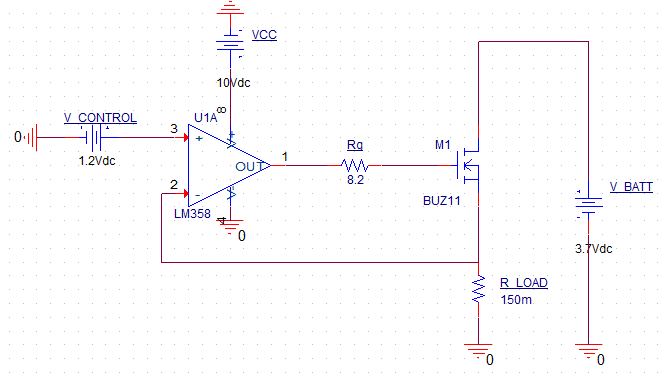 VCC
10Vdc
V_CONTROL
0
1.2Vdc
U1A
8
3
+
+
OUT
1
2
-
-
LM358
4
0
Rg
8.2
M1
BUZ11
V_BATT
3.7Vdc
R_LOAD
150m
0
0